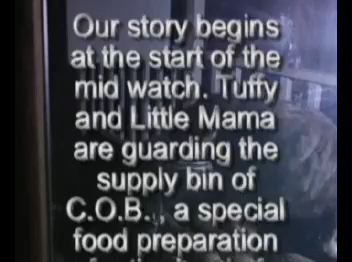 Our story begins
at the start of the
mid watch. Tuffy
and Little Mama
are guarding the
supply bin of
C.O.B.., a special
food preparation